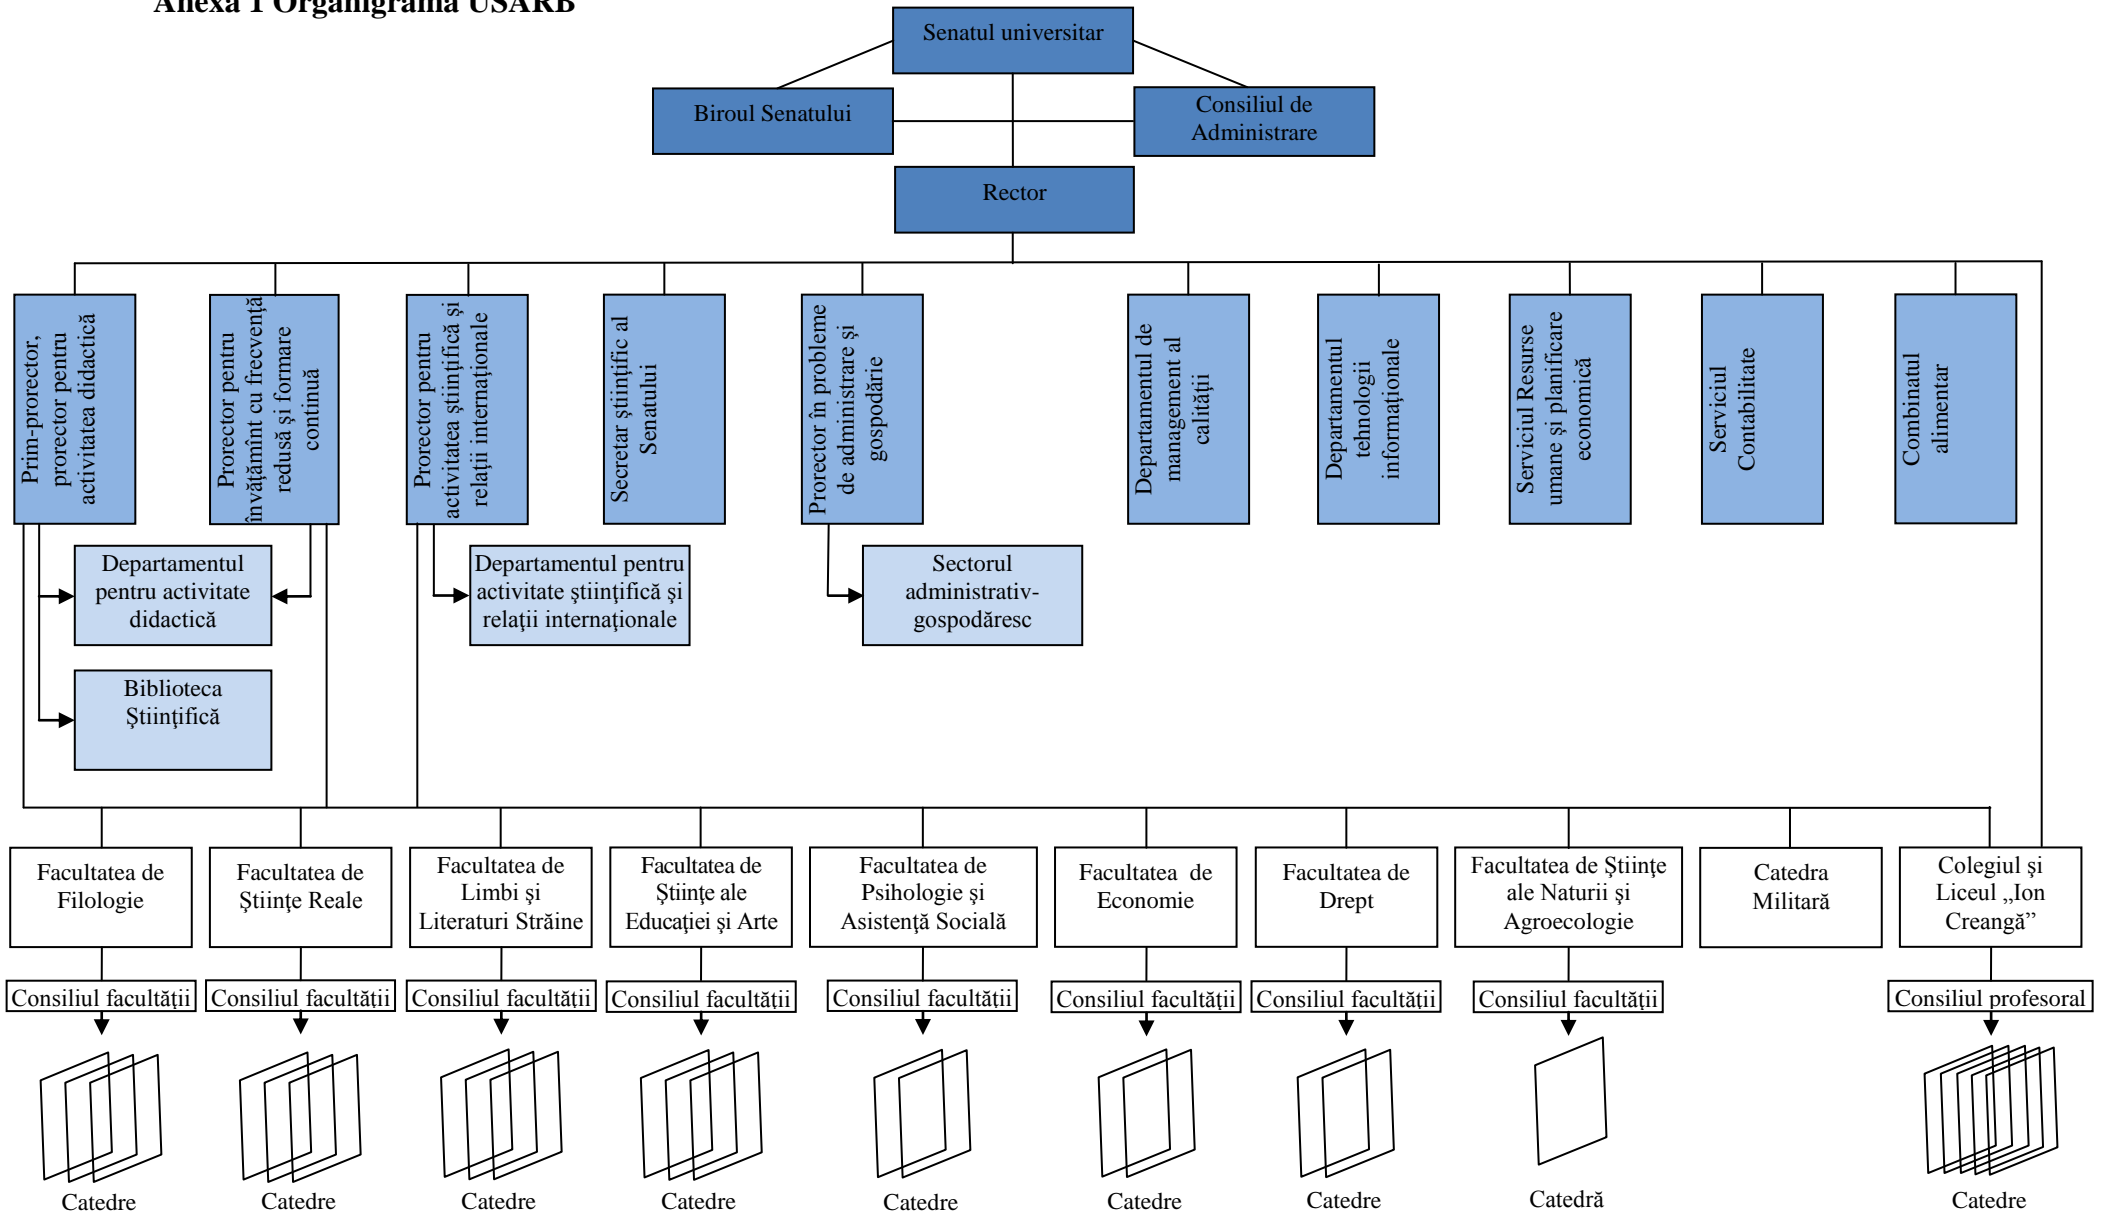 Anexa 1 Organigrama USARB
Senatul universitar
Biroul Senatului
Consiliul de
Administrare
Rector
Prim-prorector,
prorector pentru
activitatea didactică
Prorector pentru
învăţămînt cu frecvenţă
redusă şi formare
continuă
Prorector pentru
activitatea ştiinţifică şi
relaţii internaţionale
Secretar ştiinţific al
Senatului
Prorector în probleme
de administrare şi
gospodărie
Departamentul de
management al
calităţii
Departamentul
tehnologii
informaţionale
Serviciul Resurse
umane şi planificare
economică
Serviciul
Contabilitate
Combinatul
alimentar
Departamentul
pentru activitate
didactică
Departamentul pentru
activitate ştiinţifică şi
relaţii internaţionale
Sectorul
administrativ-
gospodăresc
Biblioteca
Ştiinţifică
Facultatea de
Filologie
Facultatea de
Ştiinţe Reale
Facultatea de
Limbi şi
Literaturi Străine
Facultatea de
Ştiinţe ale
Educaţiei şi Arte
Facultatea de
Psihologie şi
Asistenţă Socială
Facultatea de
Economie
Facultatea de
Drept
Facultatea de Ştiinţe
ale Naturii şi
Agroecologie
Catedra
Militară
Colegiul şi
Liceul „Ion
Creangă”
Consiliul facultăţii
Consiliul facultăţii
Consiliul facultăţii
Consiliul facultăţii
Consiliul facultăţii
Consiliul facultăţii
Consiliul facultăţii
Consiliul facultăţii
Consiliul profesoral
Catedre
Catedre
Catedre
Catedre
Catedre
Catedre
Catedre
Catedră
Catedre